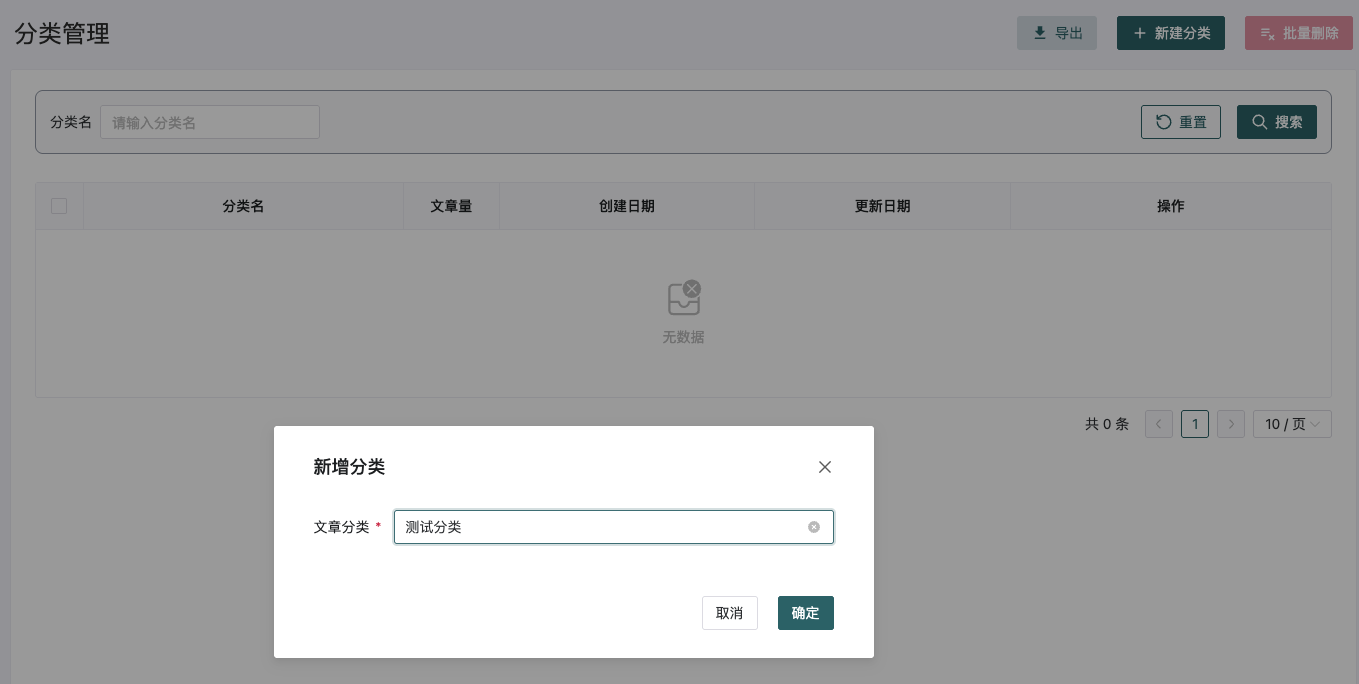 分类管理
导出
新建分类
批量删除
分类名 请输入分类名
重置
搜索
分类名 文章量 创建日期 更新日期 操作
无数据
共 0 条 1 10 / 页
新增分类
文章分类 * 测试分类
取消 确定